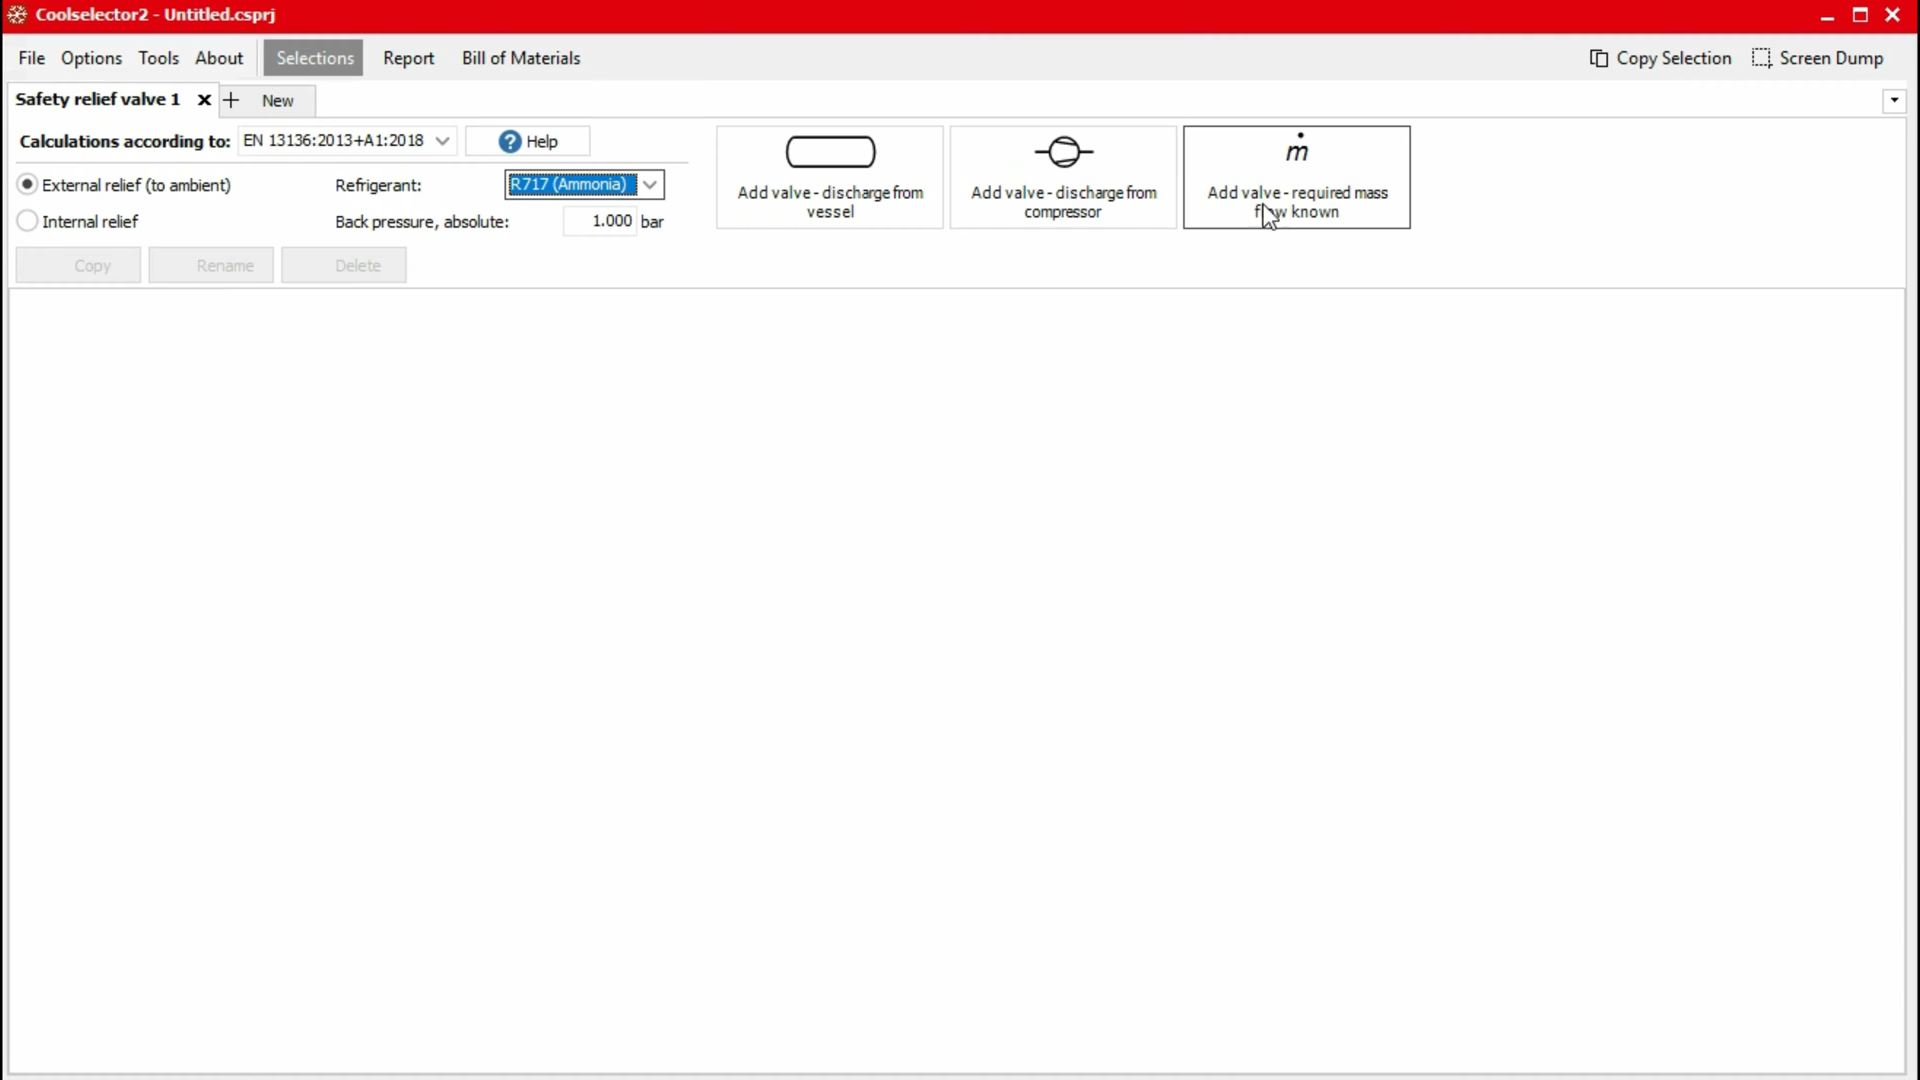 Coolselector2 - Untitled.csprj
File Options Tools About Selections Report Bill of Materials Copy Selection Screen Dump
Safety relief valve 1 New
Calculations according to: EN 13136:2013+A1:2018 Help
External relief (to ambient) Refrigerant: R717 (Ammonia)
Internal relief Back pressure, absolute: 1.000 bar
Copy Rename Delete
Add valve - discharge from
vessel
Add valve - discharge from
compressor
ṁ
Add valve - required mass
flow known